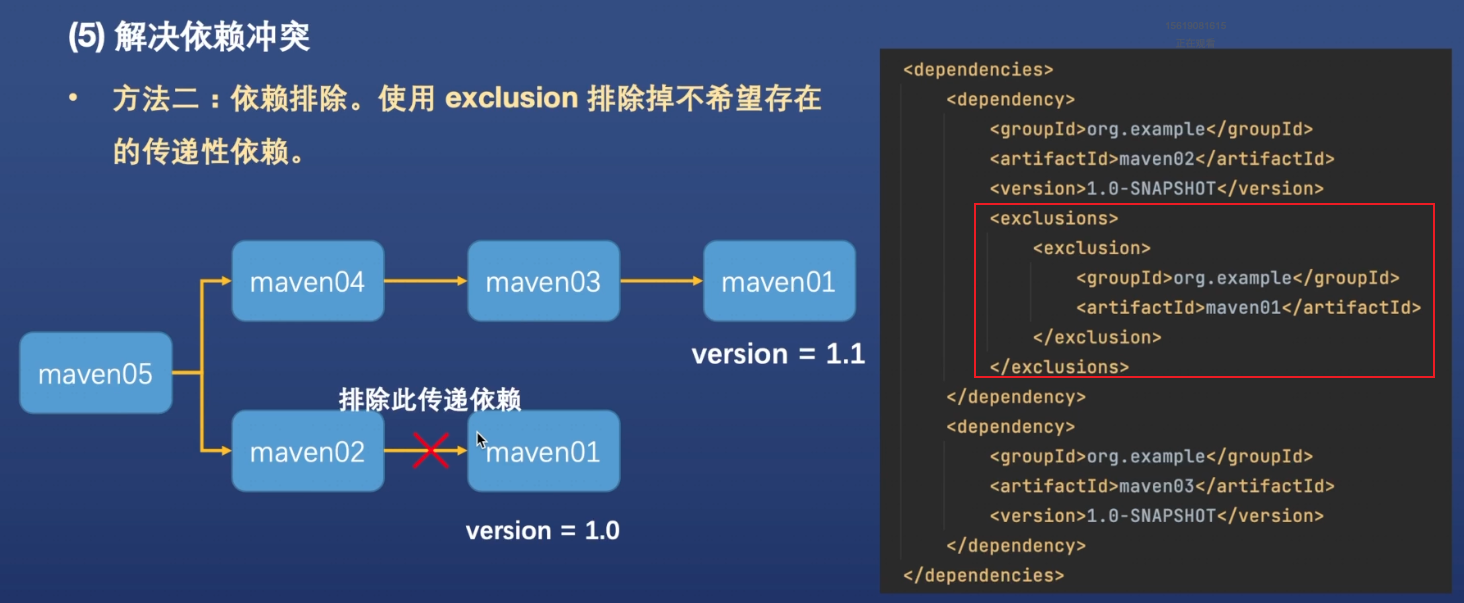 (5) 解决依赖冲突
• 方法二：依赖排除。使用 exclusion 排除掉不希望存在
的传递性依赖。
maven04
maven03
maven01
version = 1.1
maven05
排除此传递依赖
maven02
maven01
version = 1.0
<dependencies>
<dependency>
<groupId>org.example</groupId>
<artifactId>maven02</artifactId>
<version>1.0-SNAPSHOT</version>
<exclusions>
<exclusion>
<groupId>org.example</groupId>
<artifactId>maven01</artifactId>
</exclusion>
</exclusions>
</dependency>
<dependency>
<groupId>org.example</groupId>
<artifactId>maven03</artifactId>
<version>1.0-SNAPSHOT</version>
</dependency>
</dependencies>